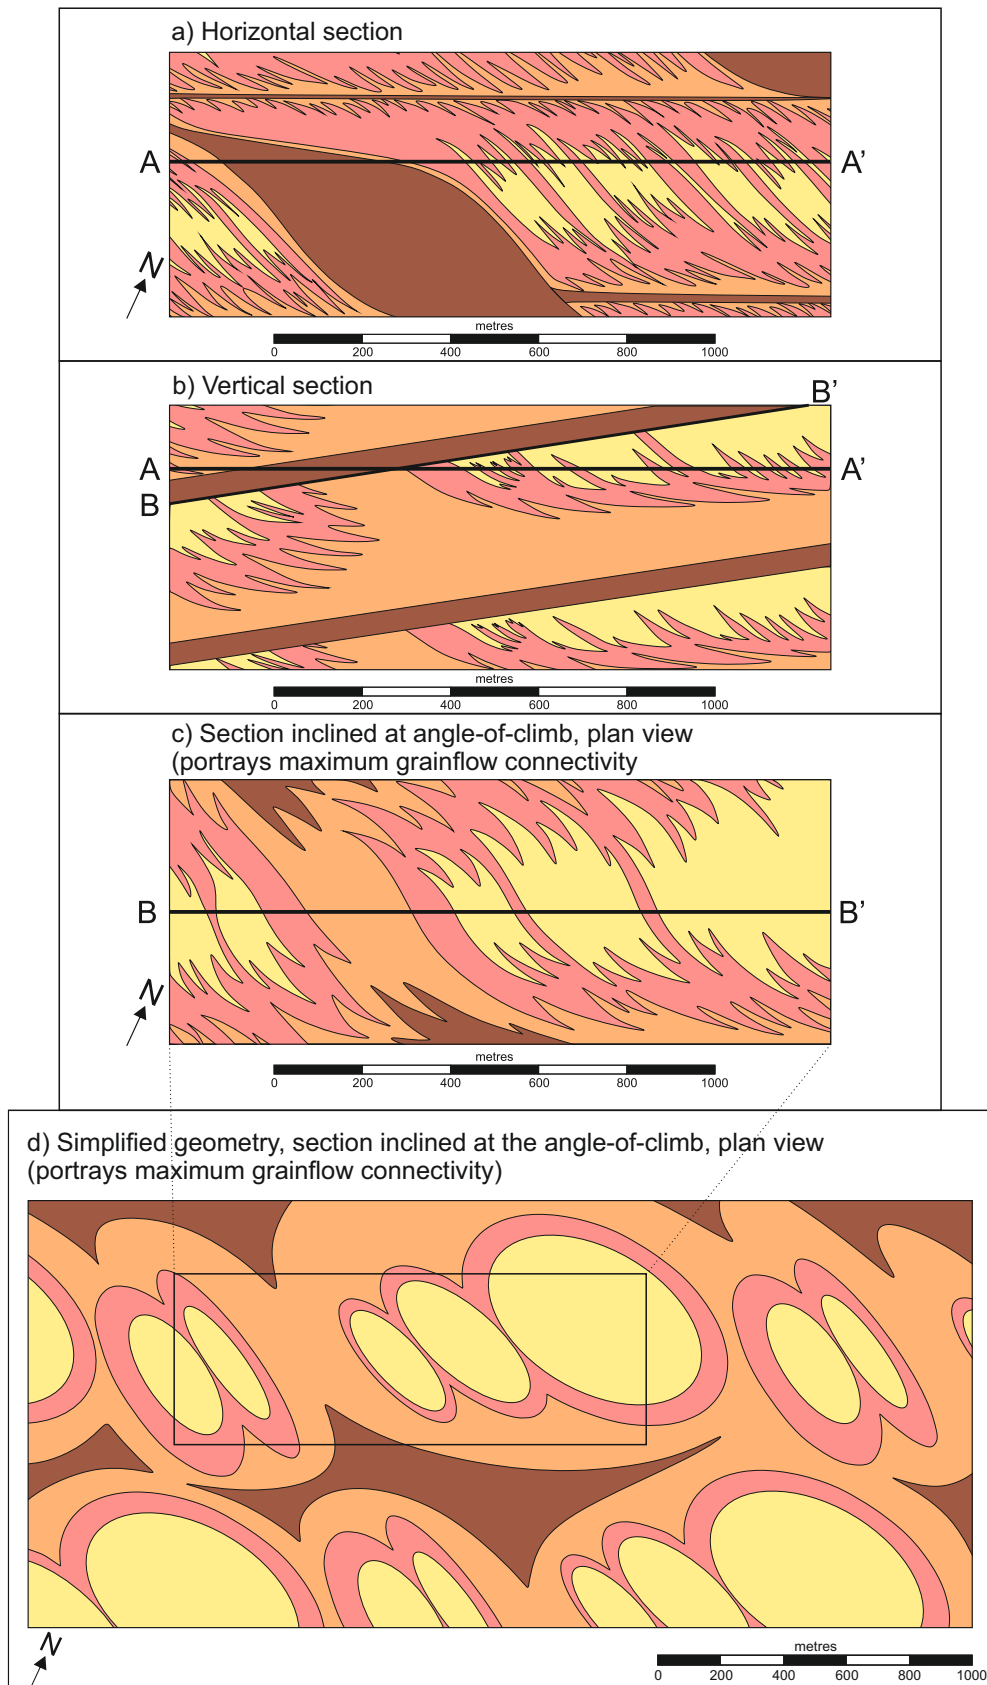 a) Horizontal section
A A'
N
metres
0 200 400 600 800 1000
b) Vertical section
B'
A A'
B
metres
0 200 400 600 800 1000
c) Section inclined at angle-of-climb, plan view
(portrays maximum grainflow connectivity
B B'
N
metres
0 200 400 600 800 1000
d) Simplified geometry, section inclined at the angle-of-climb, plan view
(portrays maximum grainflow connectivity)
N
metres
0 200 400 600 800 1000